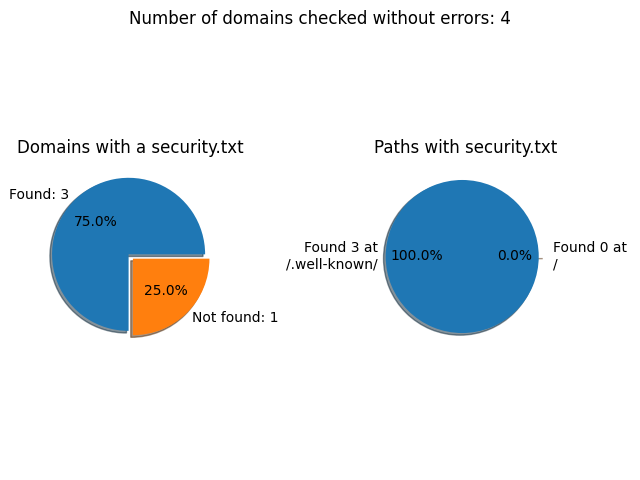 Number of domains checked without errors: 4
Domains with a security.txt
Found: 3
75.0%
25.0%
Not found: 1
Paths with security.txt
Found 3 at
/.well-known/
100.0%
0.0%
Found 0 at
/